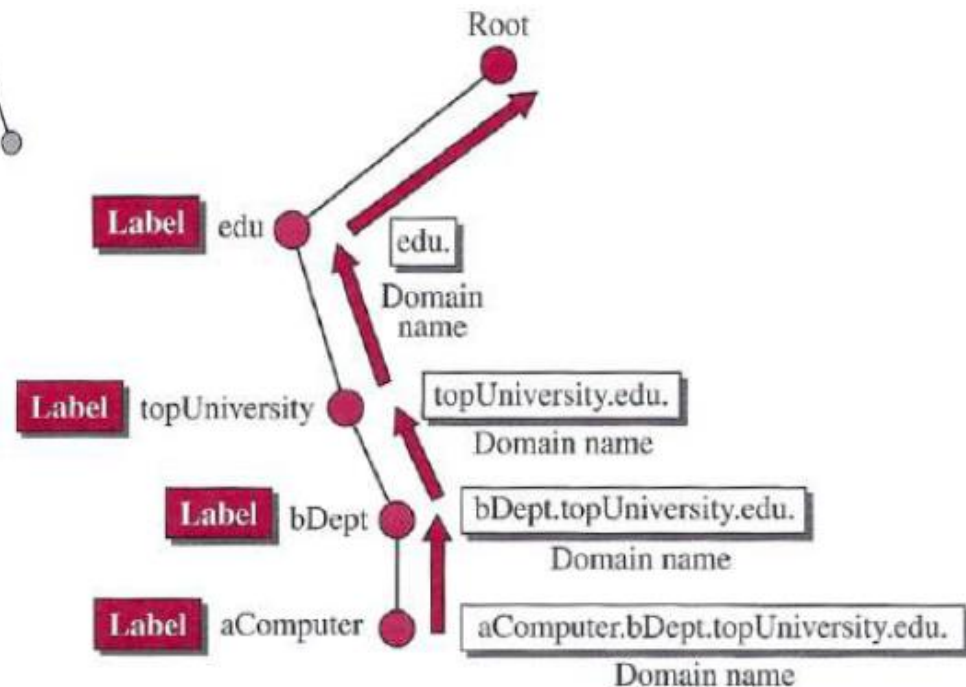 Root
Label edu
edu.
Domain
name
Label topUniversity
topUniversity.edu.
Domain name
Label bDept
bDept.topUniversity.edu.
Domain name
Label aComputer
aComputer.bDept.topUniversity.edu.
Domain name